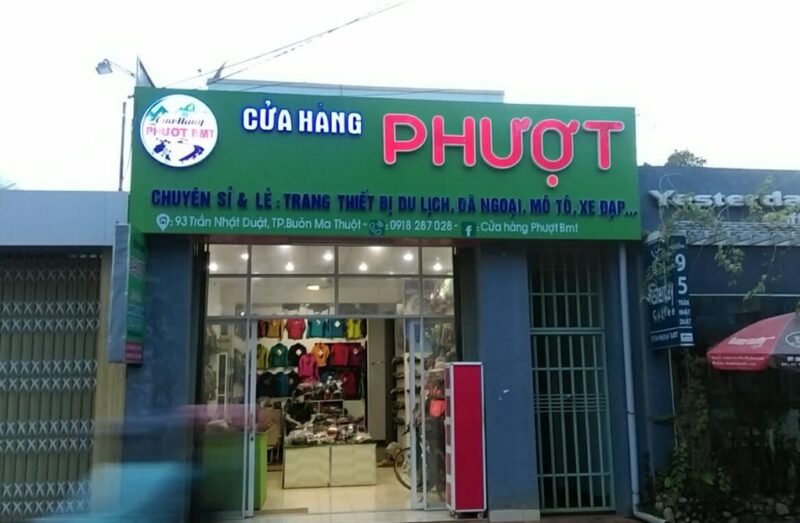 Cửa Hàng
PHƯỢT BMT
CỬA HÀNG PHƯỢT
CHUYÊN SỈ & LẺ : TRANG THIẾT BỊ DU LỊCH, DÃ NGOẠI, MÔ TÔ, XE ĐẠP...
: 93 Trần Nhật Duật, TP.Buôn Ma Thuột - : 0918 287 028 - : Cửa hàng Phượt Bmt
Yesterday
Yesterday
95
TRẦN
NHẬT
DUẬT